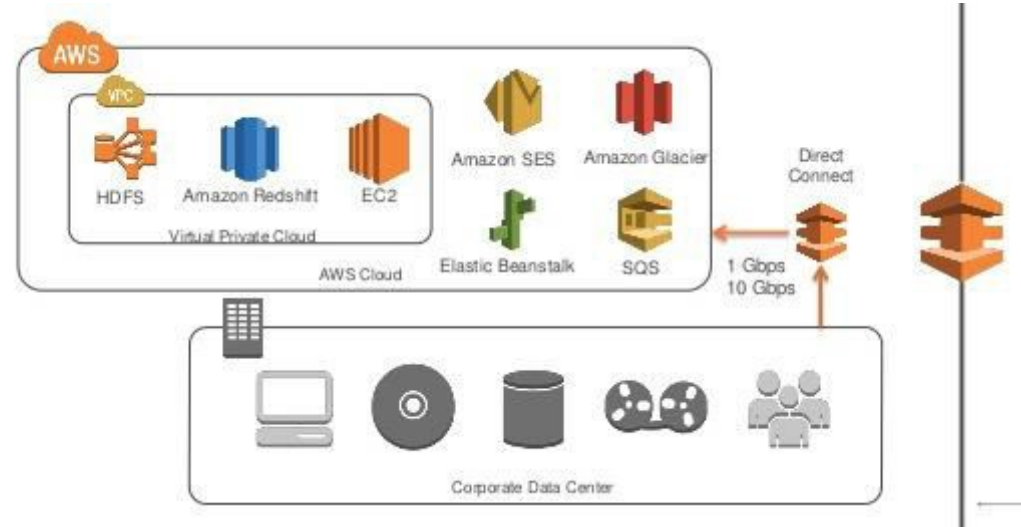 AWS
VPC
HDFS
Amazon Redshift
EC2
Virtual Private Cloud
Amazon SES
Amazon Glacier
Elastic Beanstalk
SQS
AWS Cloud
Direct
Connect
1 Gbps
10 Gbps
Corporate Data Center